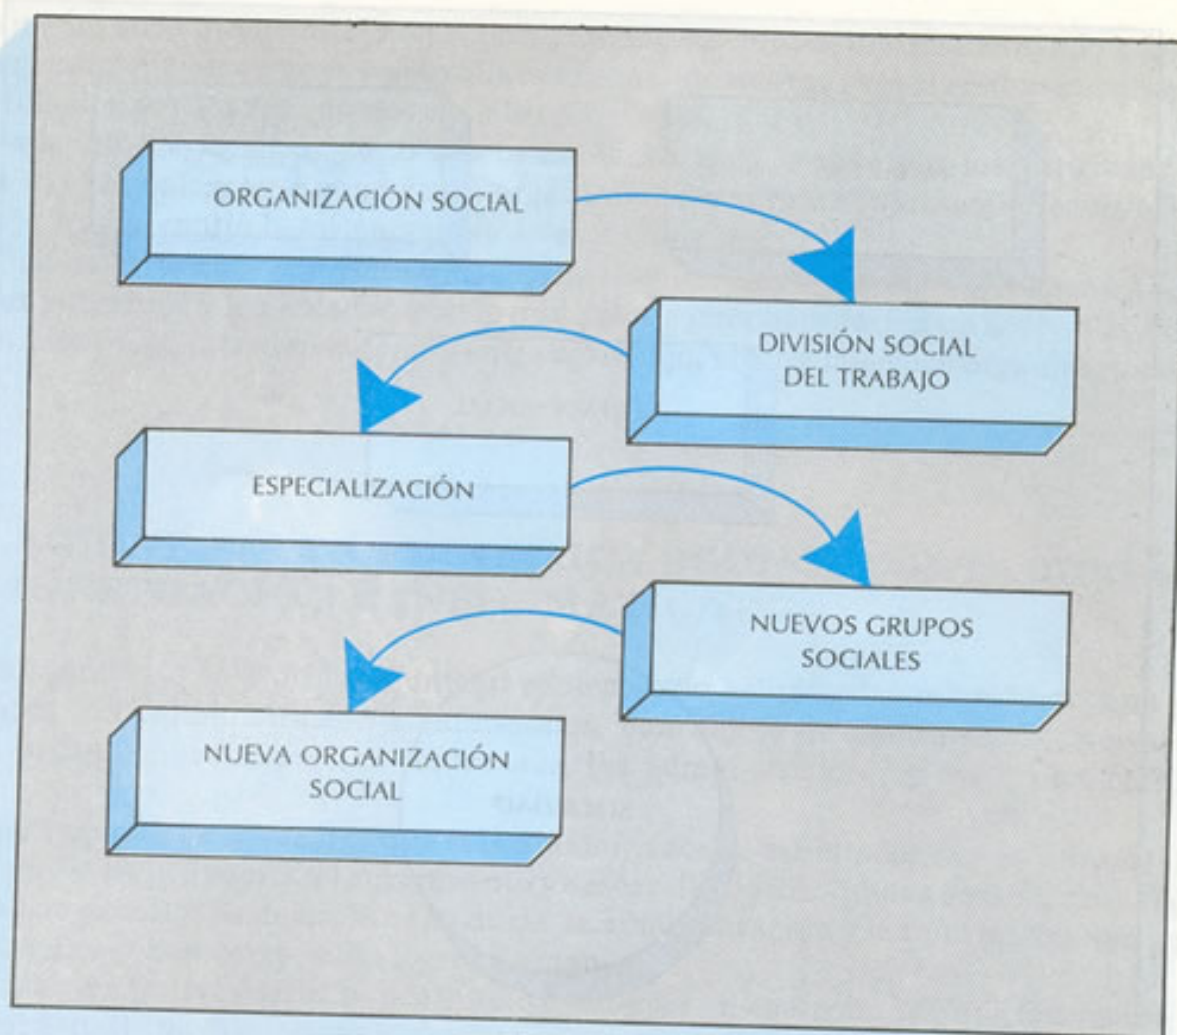 ORGANIZACIÓN SOCIAL
DIVISIÓN SOCIAL
DEL TRABAJO
ESPECIALIZACIÓN
NUEVOS GRUPOS
SOCIALES
NUEVA ORGANIZACIÓN
SOCIAL